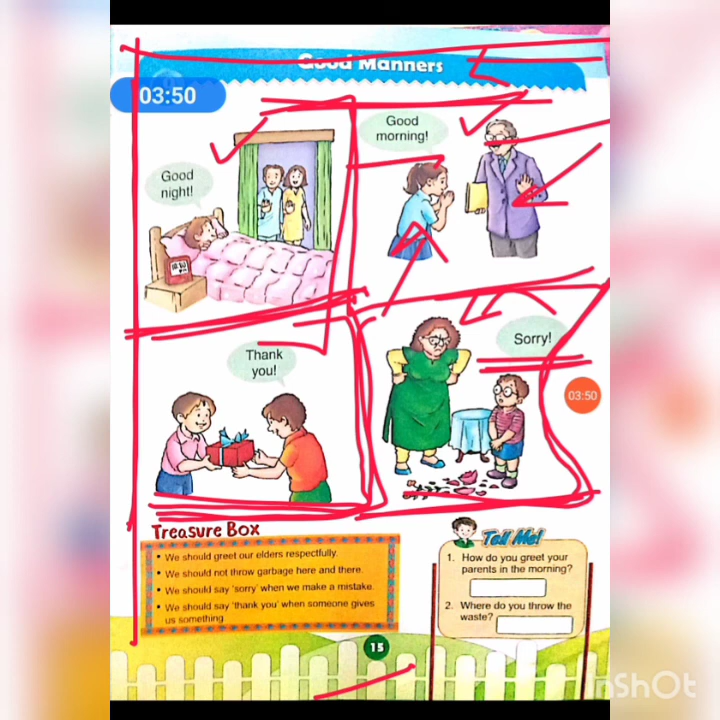 Good Manners
03:50
Good
night!
Good
morning!
Thank
you!
Sorry!
03:50
Treasure Box
• We should greet our elders respectfully.
• We should not throw garbage here and there.
• We should say 'sorry' when we make a mistake.
• We should say 'thank you' when someone gives
us something.
Tell Me!
1. How do you greet your
parents in the morning?
2. Where do you throw the
waste?
15
InShOt